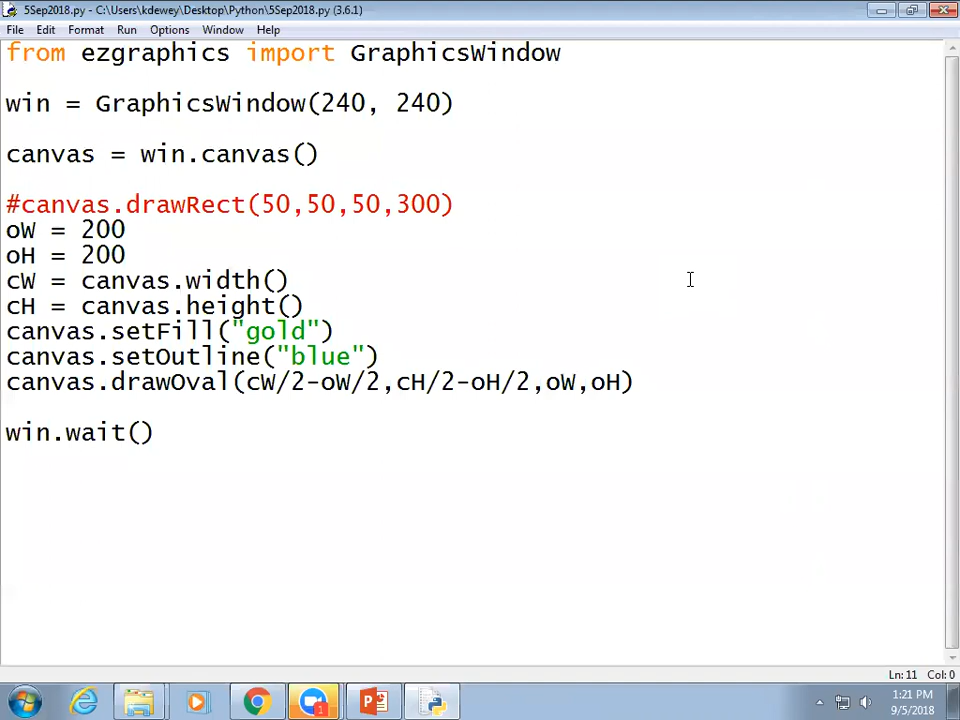 5Sep2018.py - C:\Users\kdewey\Desktop\Python\5Sep2018.py (3.6.1)
File Edit Format Run Options Window Help
from ezgraphics import GraphicsWindow
win = GraphicsWindow(240, 240)
canvas = win.canvas()
#canvas.drawRect(50,50,50,300)
oW = 200
oH = 200
cW = canvas.width()
cH = canvas.height()
canvas.setFill("gold")
canvas.setOutline("blue")
canvas.drawOval(cW/2-oW/2,cH/2-oH/2,oW,oH)
win.wait()
Ln: 11 Col: 0
1
1:21 PM
9/5/2018